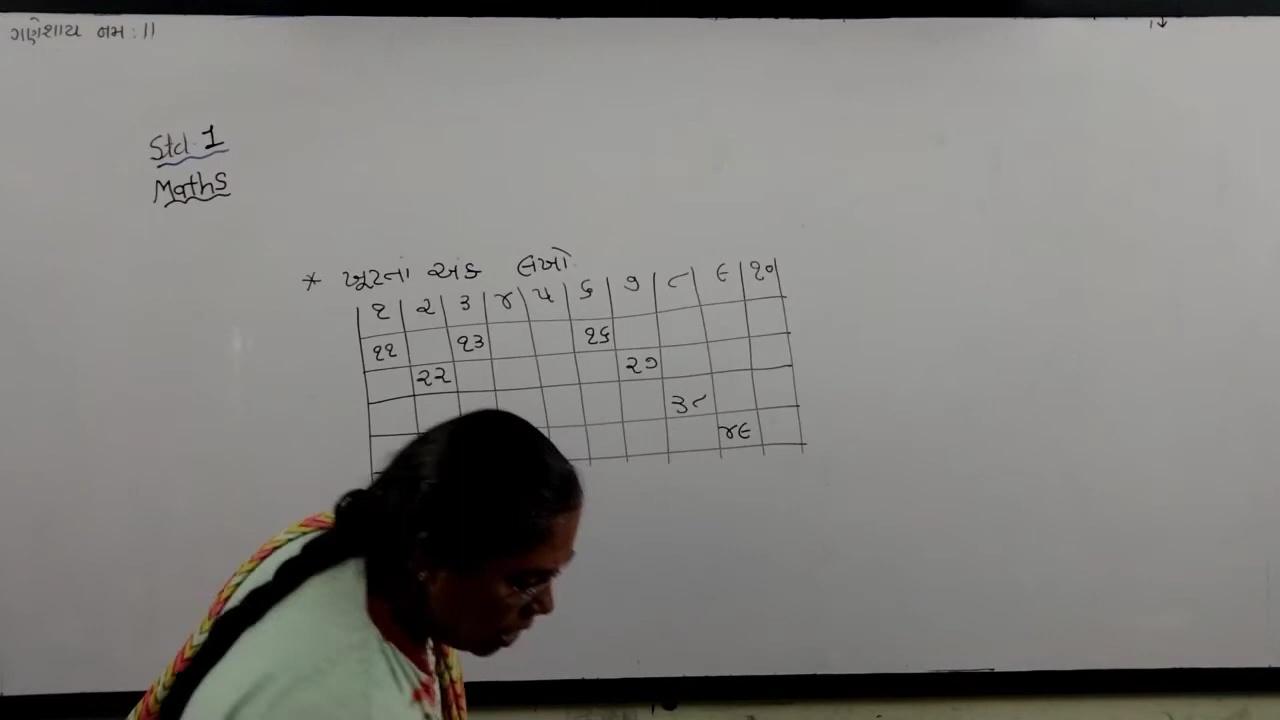 ગણેશાય નમ: ||
Std. 1
Maths
* ખૂટતા અંક લખો
૧ ૨ ૩ ૪ ૫ ૬ ૭ ૮ ૯ ૧૦
૧૧ ૧૩ ૧૬
૨૨ ૨૭
૩૮
૪૯